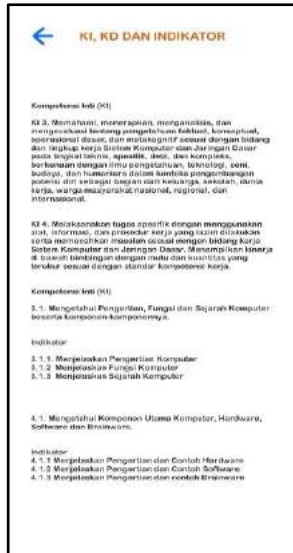 KI, KD DAN INDIKATOR
Kompetensi Inti (KI)
KI 3. Memahami, menerapkan, menganalisis, dan
mengevaluasi tentang pengetahuan faktual, konseptual,
operasional dasar, dan metakognitif sesuai dengan bidang
dan lingkup kerja Sistem Komputer dan Jaringan Dasar
pada tingkat teknis, spesifik, detil, dan kompleks,
berkenaan dengan ilmu pengetahuan, teknologi, seni,
budaya, dan humaniora dalam konteks pengembangan
potensi diri sebagai bagian dari keluarga, sekolah, dunia
kerja, warga masyarakat nasional, regional, dan
internasional.
KI 4. Melaksanakan tugas spesifik dengan menggunakan
alat, informasi, dan prosedur kerja yang lazim dilakukan
serta memecahkan masalah sesuai dengan bidang kerja
Sistem Komputer dan Jaringan Dasar. Menampilkan kinerja
di bawah bimbingan dengan mutu dan kuantitas yang
terukur sesuai dengan standar kompetensi kerja.
Kompetensi Inti (KI)
3.1. Mengetahui Pengertian, Fungsi dan Sejarah Komputer
beserta komponen-komponennya.
Indikator
3.1.1. Menjelaskan Pengertian Komputer
3.1.2 Menjelaskan Fungsi Komputer
3.1.3 Menjelaskan Sejarah Komputer
4.1. Mengetahui Komponen Utama Komputer, Hardware,
Software dan Brainware.
Indikator
4.1.1 Menjelaskan Pengertian dan Contoh Hardware
4.1.2 Menjelaskan Pengertian dan Contoh Software
4.1.3 Menjelaskan Pengertian dan contoh Brainware